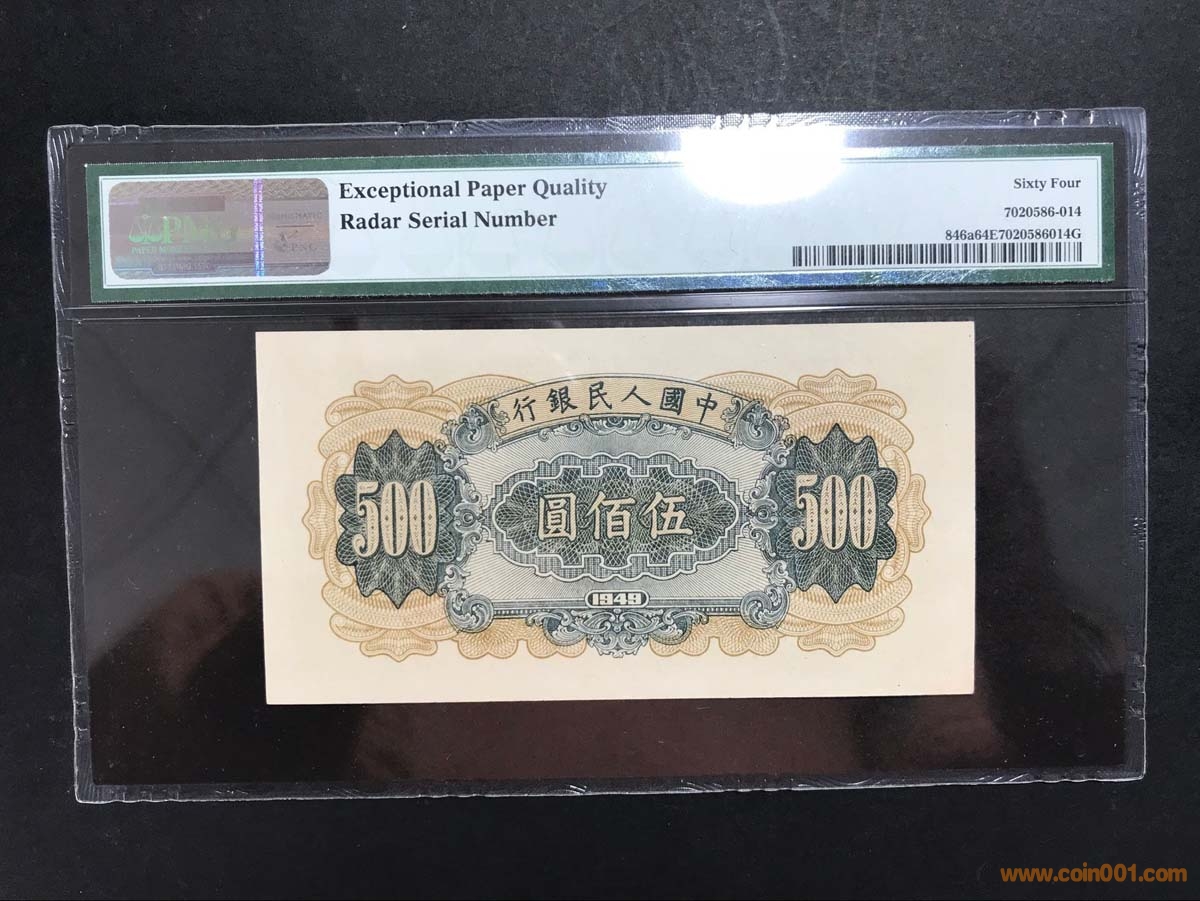 Exceptional Paper Quality
Radar Serial Number
Sixty Four
7020586-014
846a64E7020586014G
PMG
行銀民人國中
500
圓佰伍
500
1949
www.coin001.com